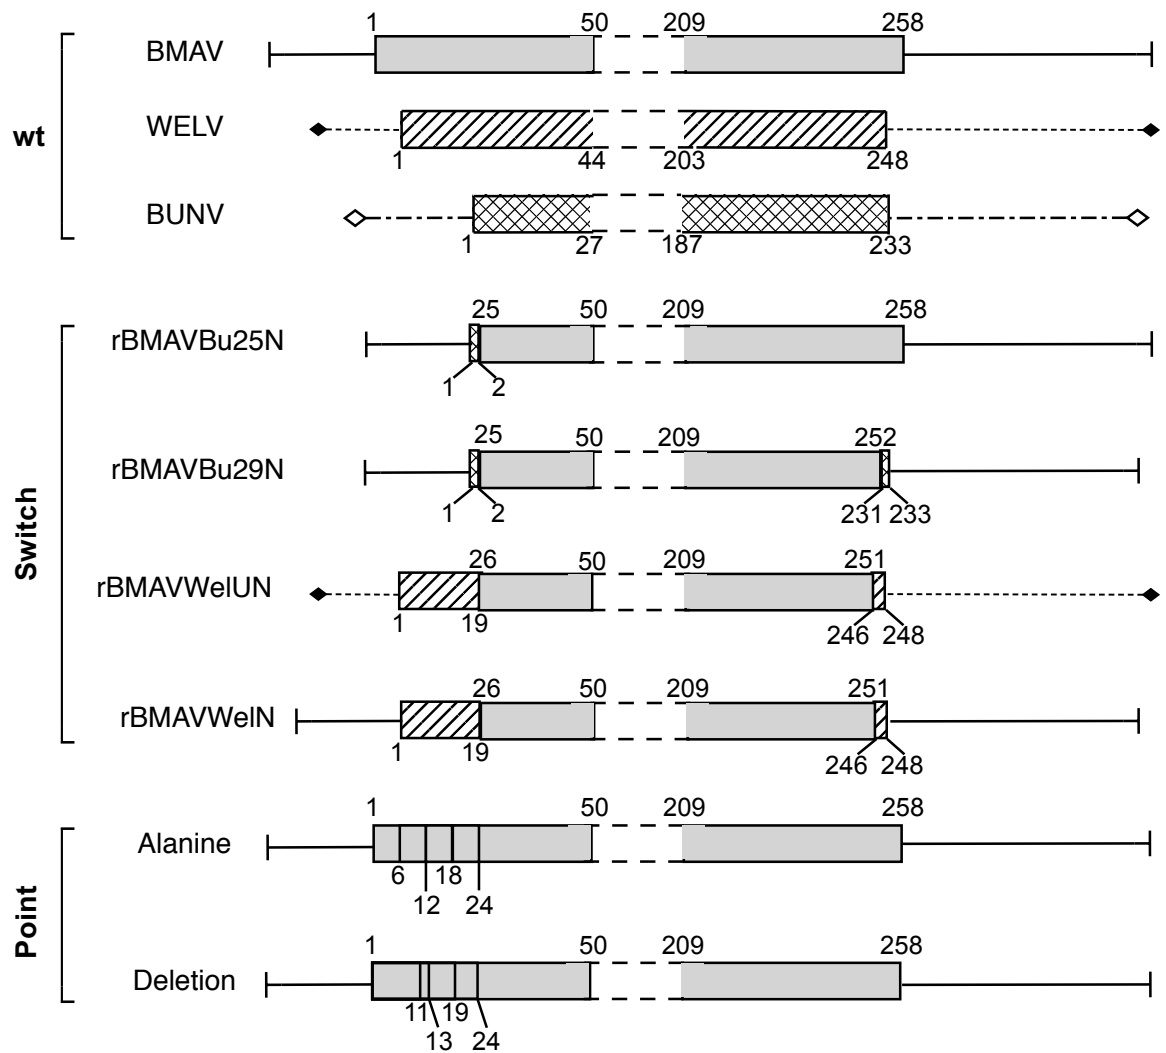 1 50 209 258
BMAV
WELV
1 44 203 248
wt
BUNV
1 27 187 233
25 50 209 258
rBMAVBu25N
1 2
25 50 209 252
rBMAVBu29N
1 2 231 233
Switch
26 50 209 251
rBMAVWelUN
1 19 246 248
26 50 209 251
rBMAVWelN
1 19 246 248
1 50 209 258
Alanine
6 18
12 24
Point
1 50 209 258
Deletion
11 19
13 24